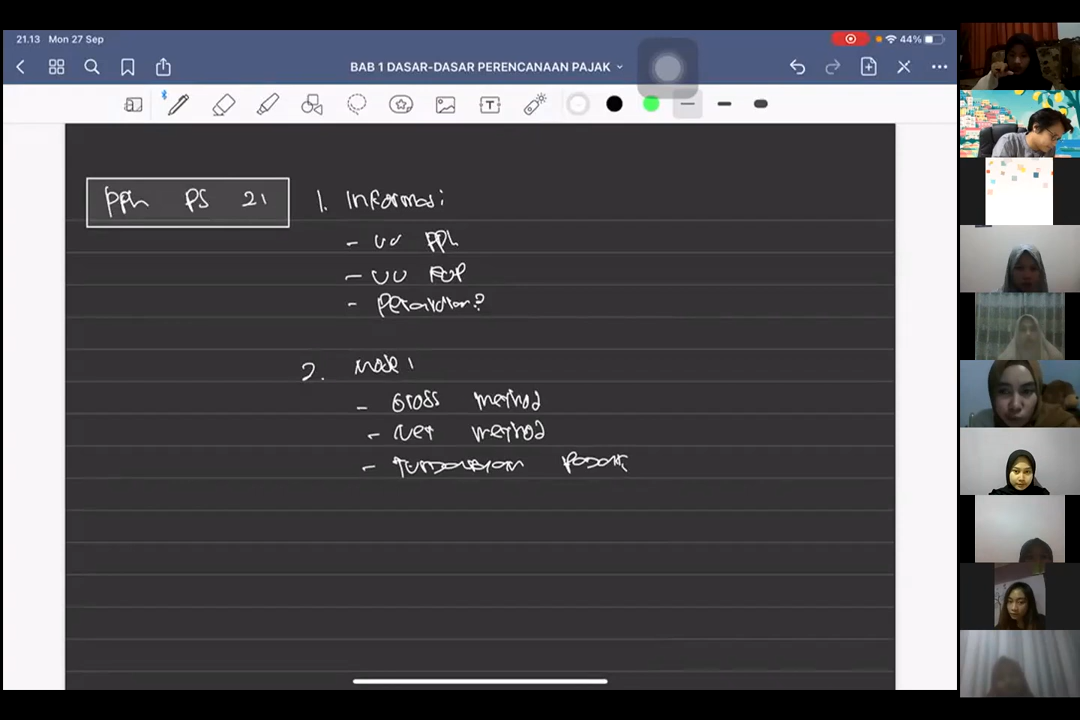 21.13 Mon 27 Sep
44%
BAB 1 DASAR-DASAR PERENCANAAN PAJAK
T
PPh PS 21
1. Informasi
- UU PPh
- UU KUP
- Peraturan?
2. Model
- Gross method
- Net method
- Tunjangan Pajak